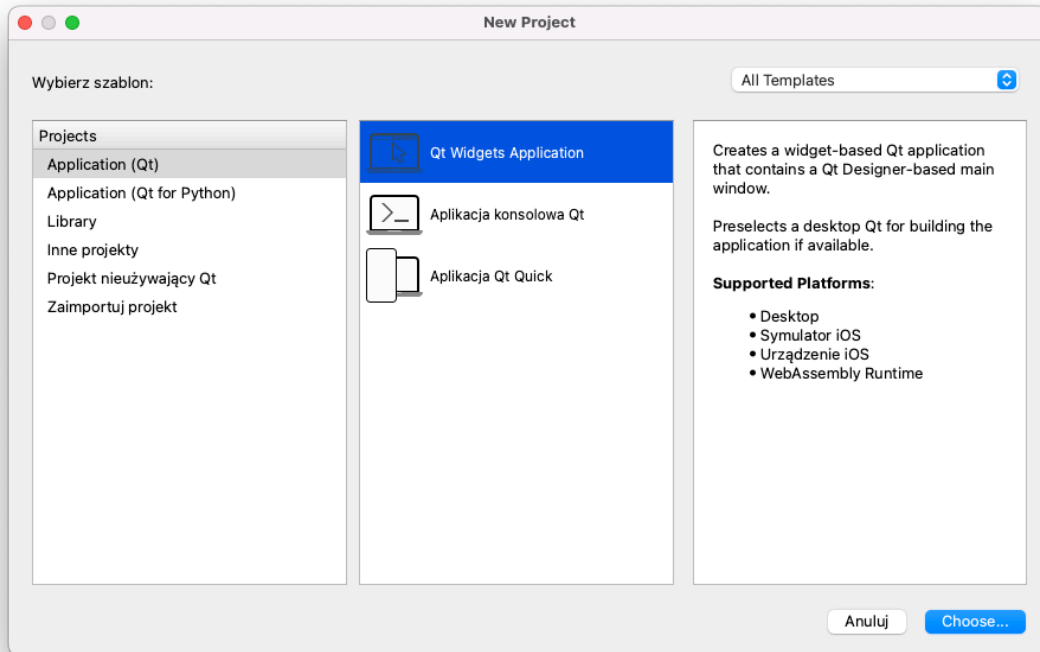 New Project
Wybierz szablon:
All Templates
Projects
Application (Qt)
Application (Qt for Python)
Library
Inne projekty
Projekt nieużywający Qt
Zaimportuj projekt
Qt Widgets Application
Aplikacja konsolowa Qt
Aplikacja Qt Quick
Creates a widget-based Qt application
that contains a Qt Designer-based main
window.
Preselects a desktop Qt for building the
application if available.
Supported Platforms:
• Desktop
• Symulator iOS
• Urządzenie iOS
• WebAssembly Runtime
Anuluj
Choose...